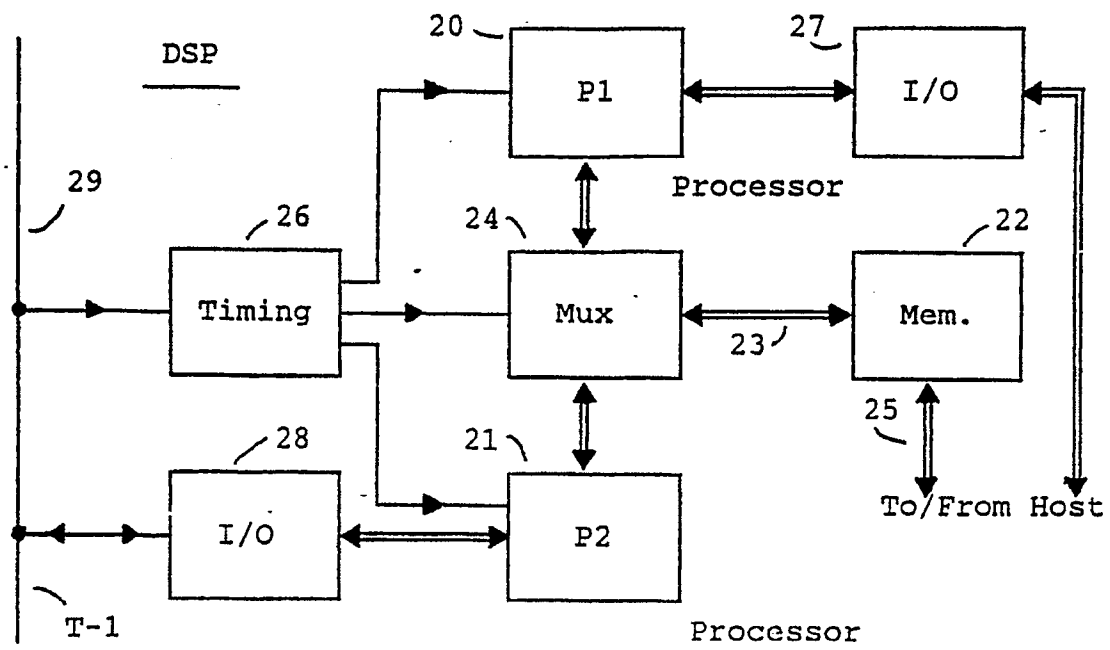 20
27
DSP
P1
I/O
29
Processor
26
24
22
Timing
Mux
Mem.
23
28
21
25
To/From Host
I/O
P2
T-1
Processor